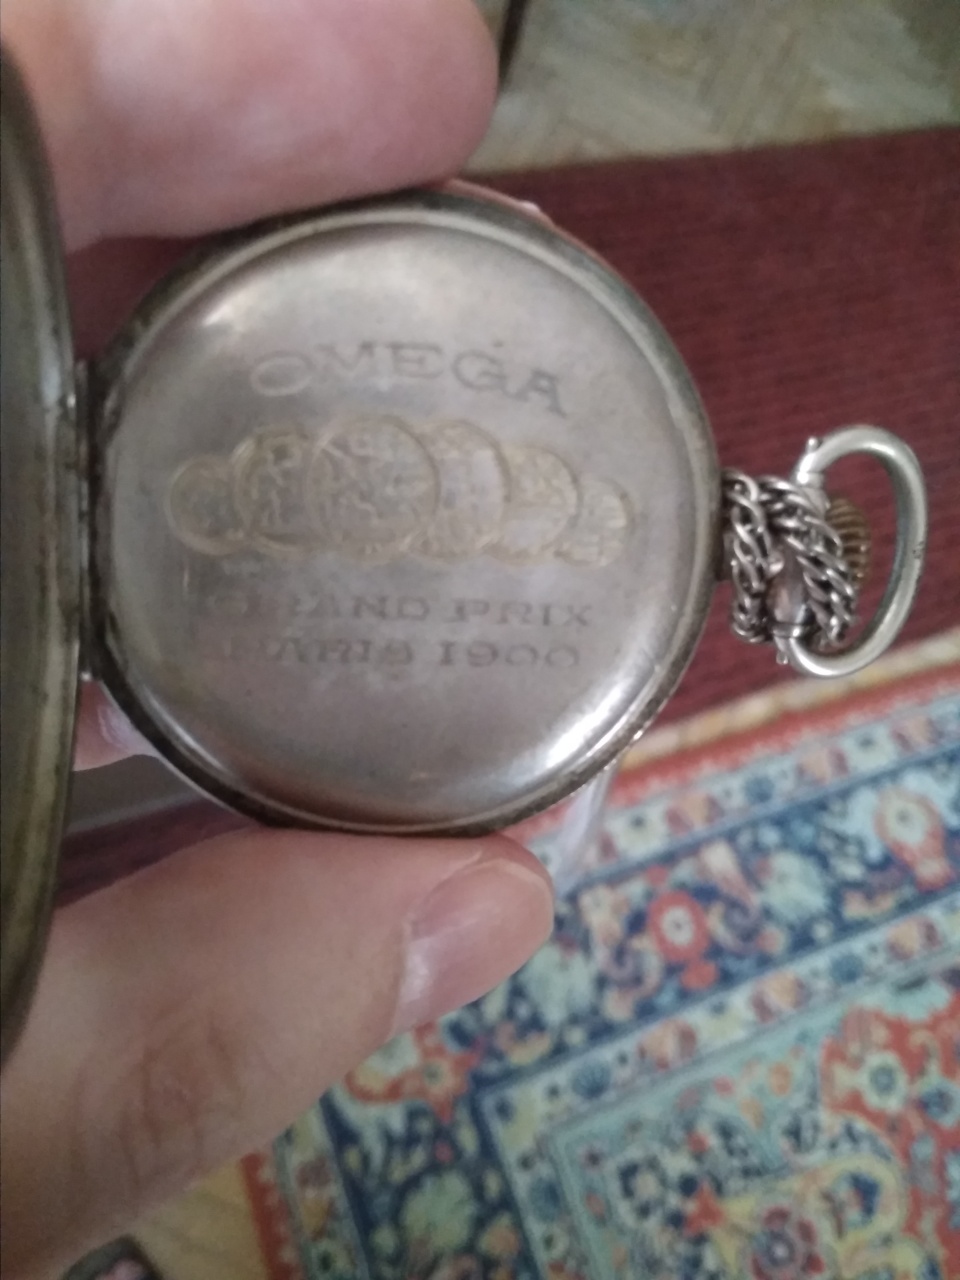 OMEGA
GRAND PRIX
PARIS 1900